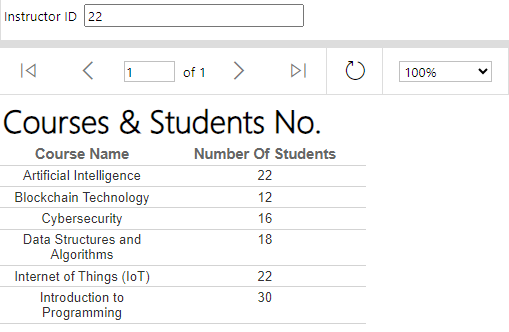 Instructor ID 22
1 of 1 100%
Courses & Students No.
Course Name Number Of Students
Artificial Intelligence 22
Blockchain Technology 12
Cybersecurity 16
Data Structures and 18
Algorithms
Internet of Things (IoT) 22
Introduction to 30
Programming